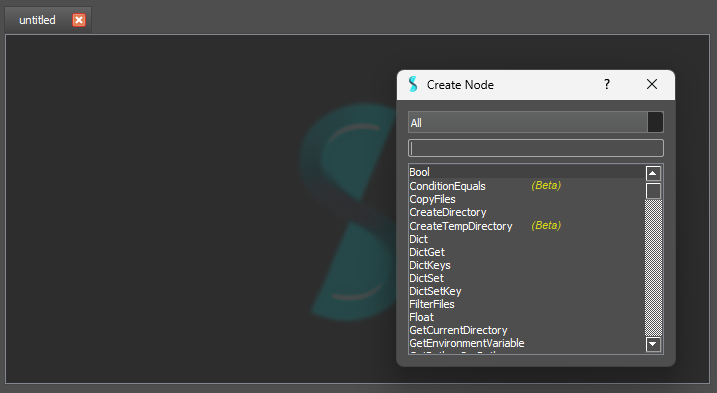 untitled
Create Node
?
All
Bool
ConditionEquals (Beta)
CopyFiles
CreateDirectory
CreateTempDirectory (Beta)
Dict
DictGet
DictKeys
DictSet
DictSetKey
FilterFiles
Float
GetCurrentDirectory
GetEnvironmentVariable